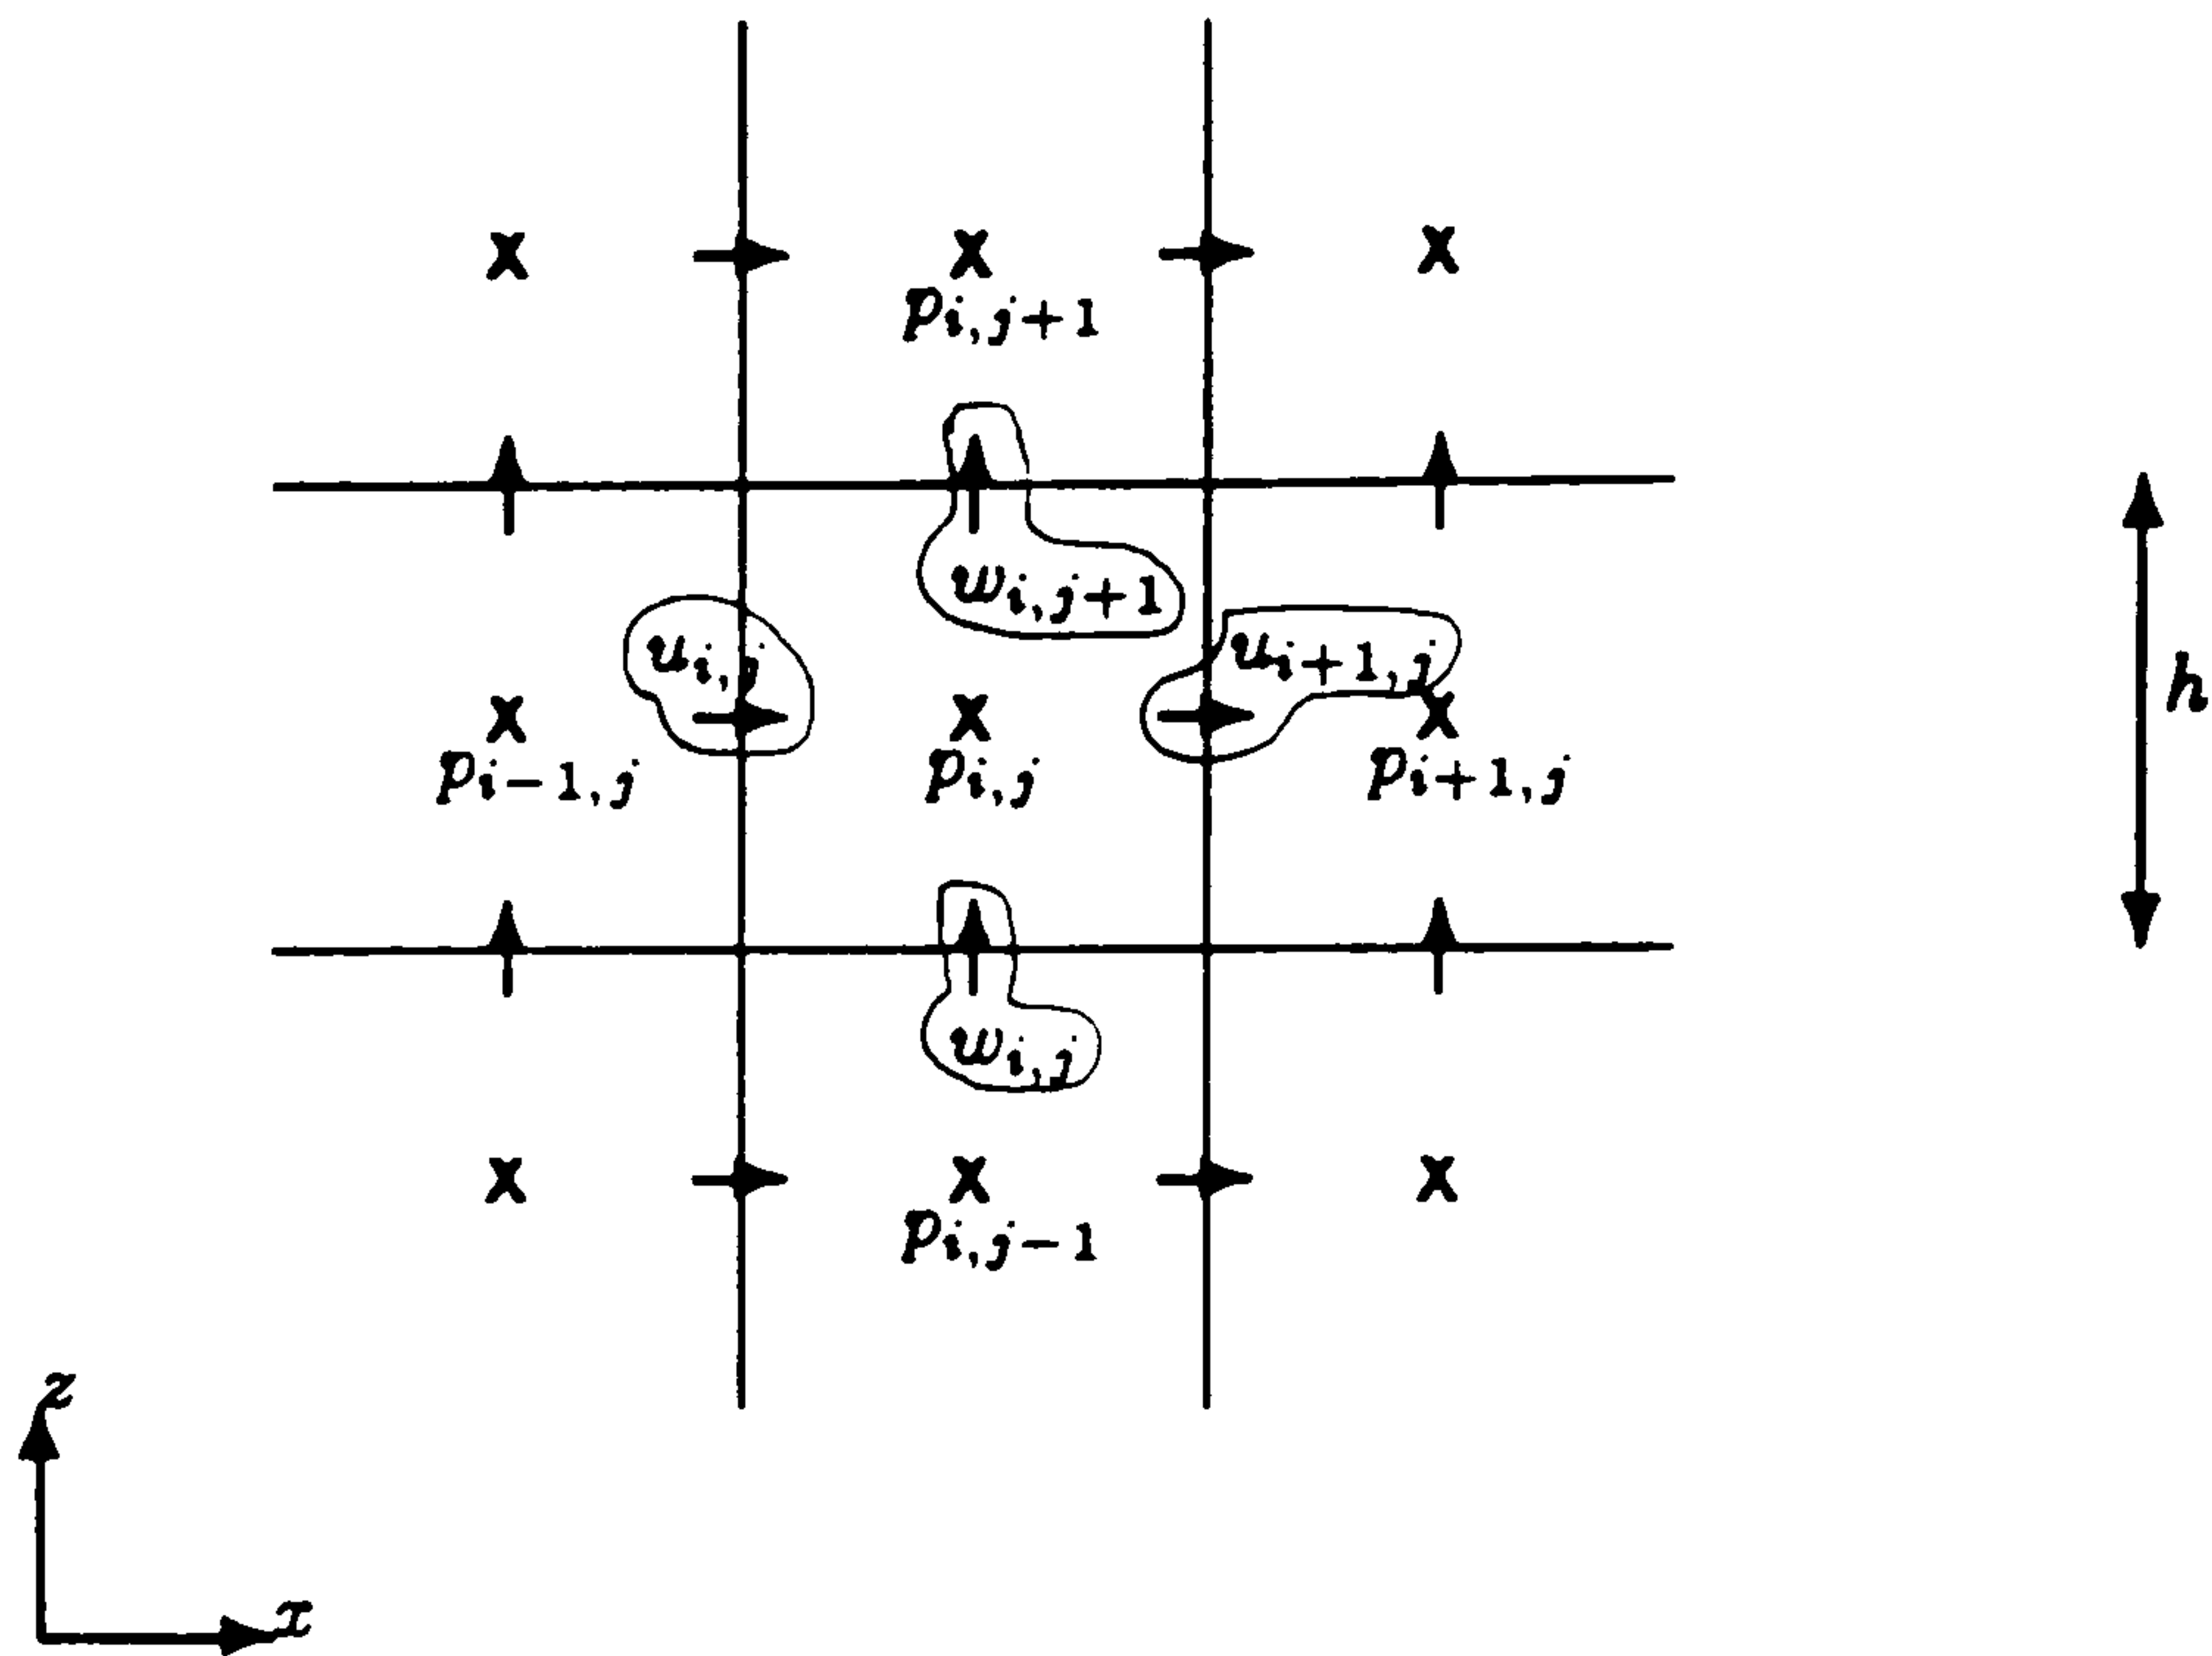 p_{i,j+1}
w_{i,j+1}
u_{i,j} u_{i+1,j}
h
p_{i-1,j} p_{i,j} p_{i+1,j}
w_{i,j}
p_{i,j-1}
z
x